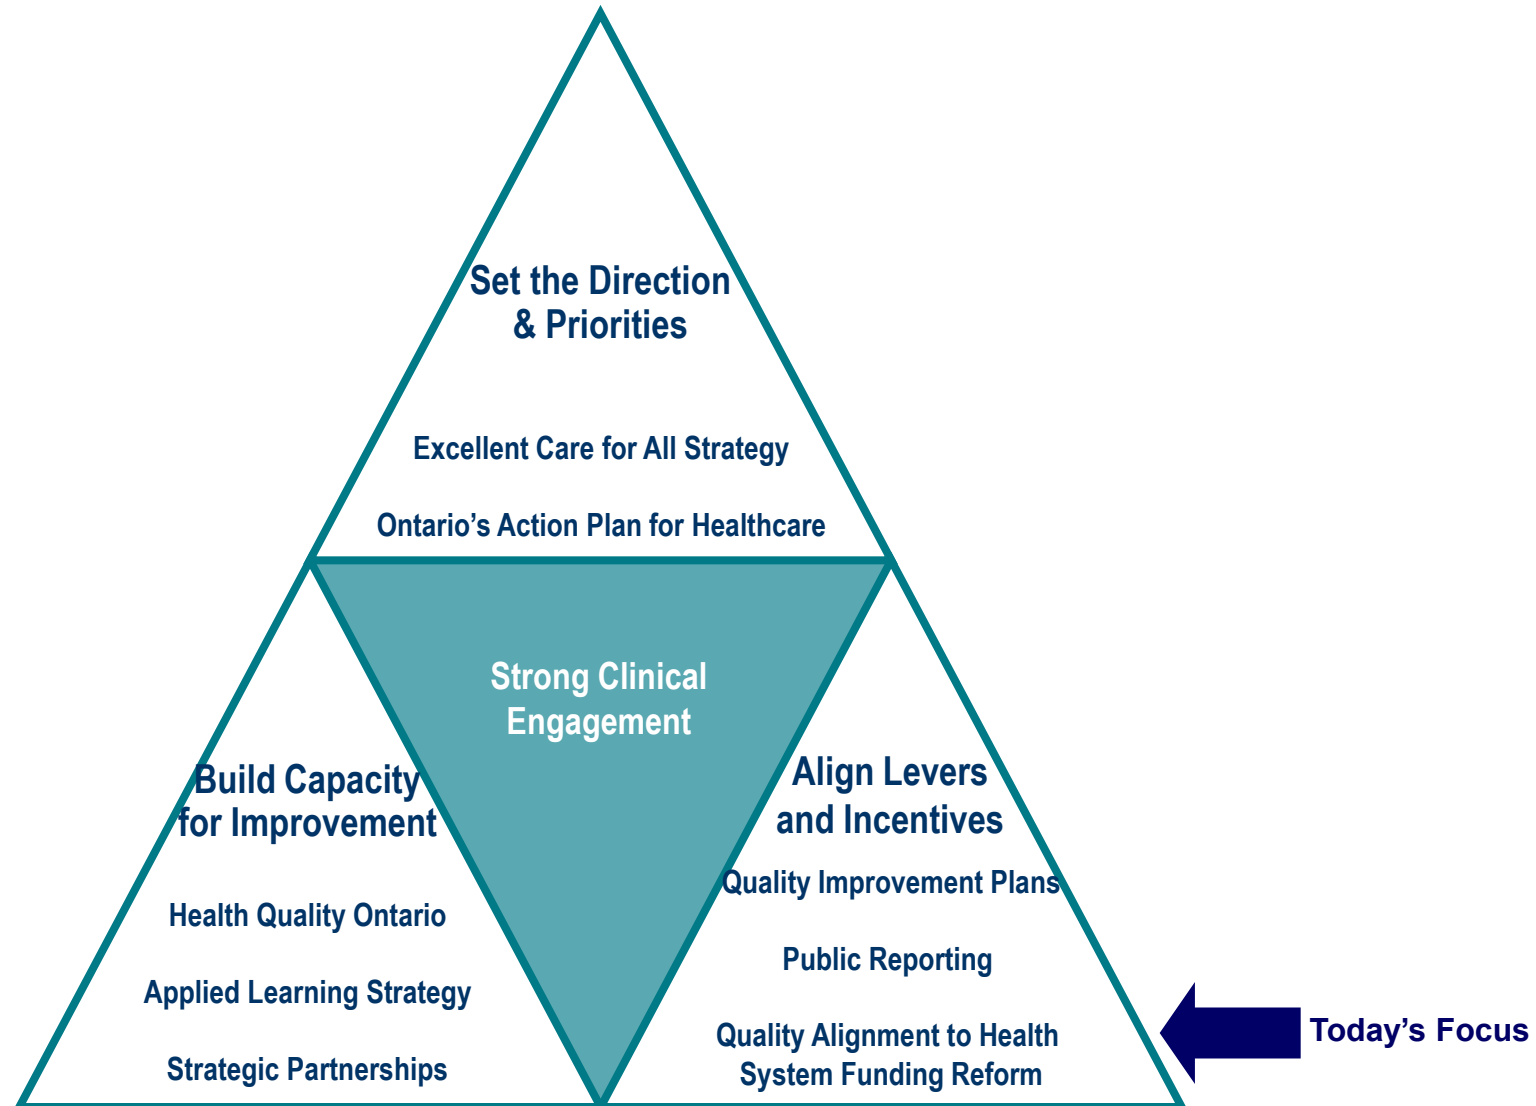 Set the Direction
& Priorities
Excellent Care for All Strategy
Ontario’s Action Plan for Healthcare
Strong Clinical
Engagement
Build Capacity
for Improvement
Health Quality Ontario
Applied Learning Strategy
Strategic Partnerships
Align Levers
and Incentives
Quality Improvement Plans
Public Reporting
Quality Alignment to Health
System Funding Reform
Today’s Focus